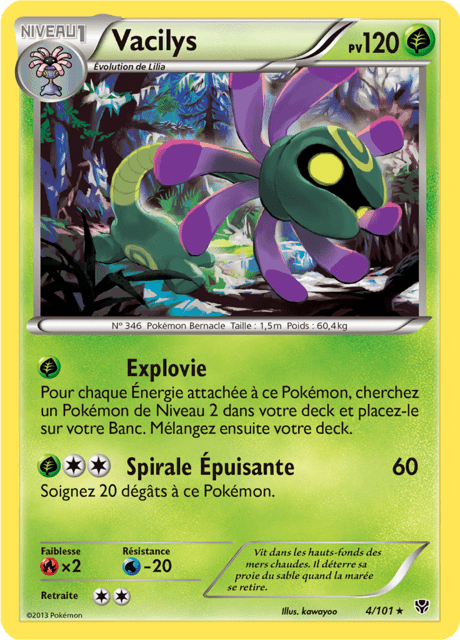 NIVEAU 1
Vacilys
PV 120
Évolution de Lilia
N° 346 Pokémon Bernacle Taille : 1,5m Poids : 60,4kg
Explovie
Pour chaque Énergie attachée à ce Pokémon, cherchez
un Pokémon de Niveau 2 dans votre deck et placez-le
sur votre Banc. Mélangez ensuite votre deck.
Spirale Épuisante 60
Soignez 20 dégâts à ce Pokémon.
Faiblesse
×2
Résistance
-20
Retraite
Vit dans les hauts-fonds des
mers chaudes. Il déterre sa
proie du sable quand la marée
se retire.
©2013 Pokémon
Illus. kawayoo
4/101 ★